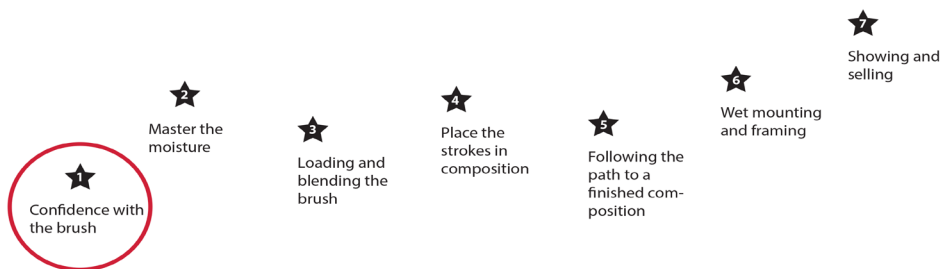 1
Confidence with
the brush
2
Master the
moisture
3
Loading and
blending the
brush
4
Place the
strokes in
composition
5
Following the
path to a
finished com-
position
6
Wet mounting
and framing
7
Showing and
selling